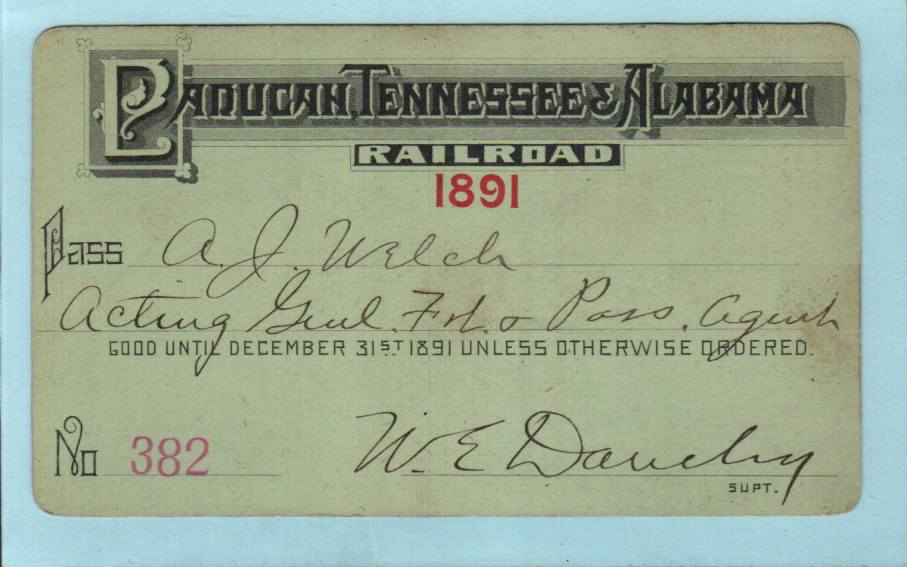 PADUCAH, TENNESSEE & ALABAMA
RAILROAD
1891
Pass A. J. Welch
Acting Genl. Frt. & Pass. Agent
GOOD UNTIL DECEMBER 31ST 1891 UNLESS OTHERWISE ORDERED.
No 382
W. E.
SUPT.